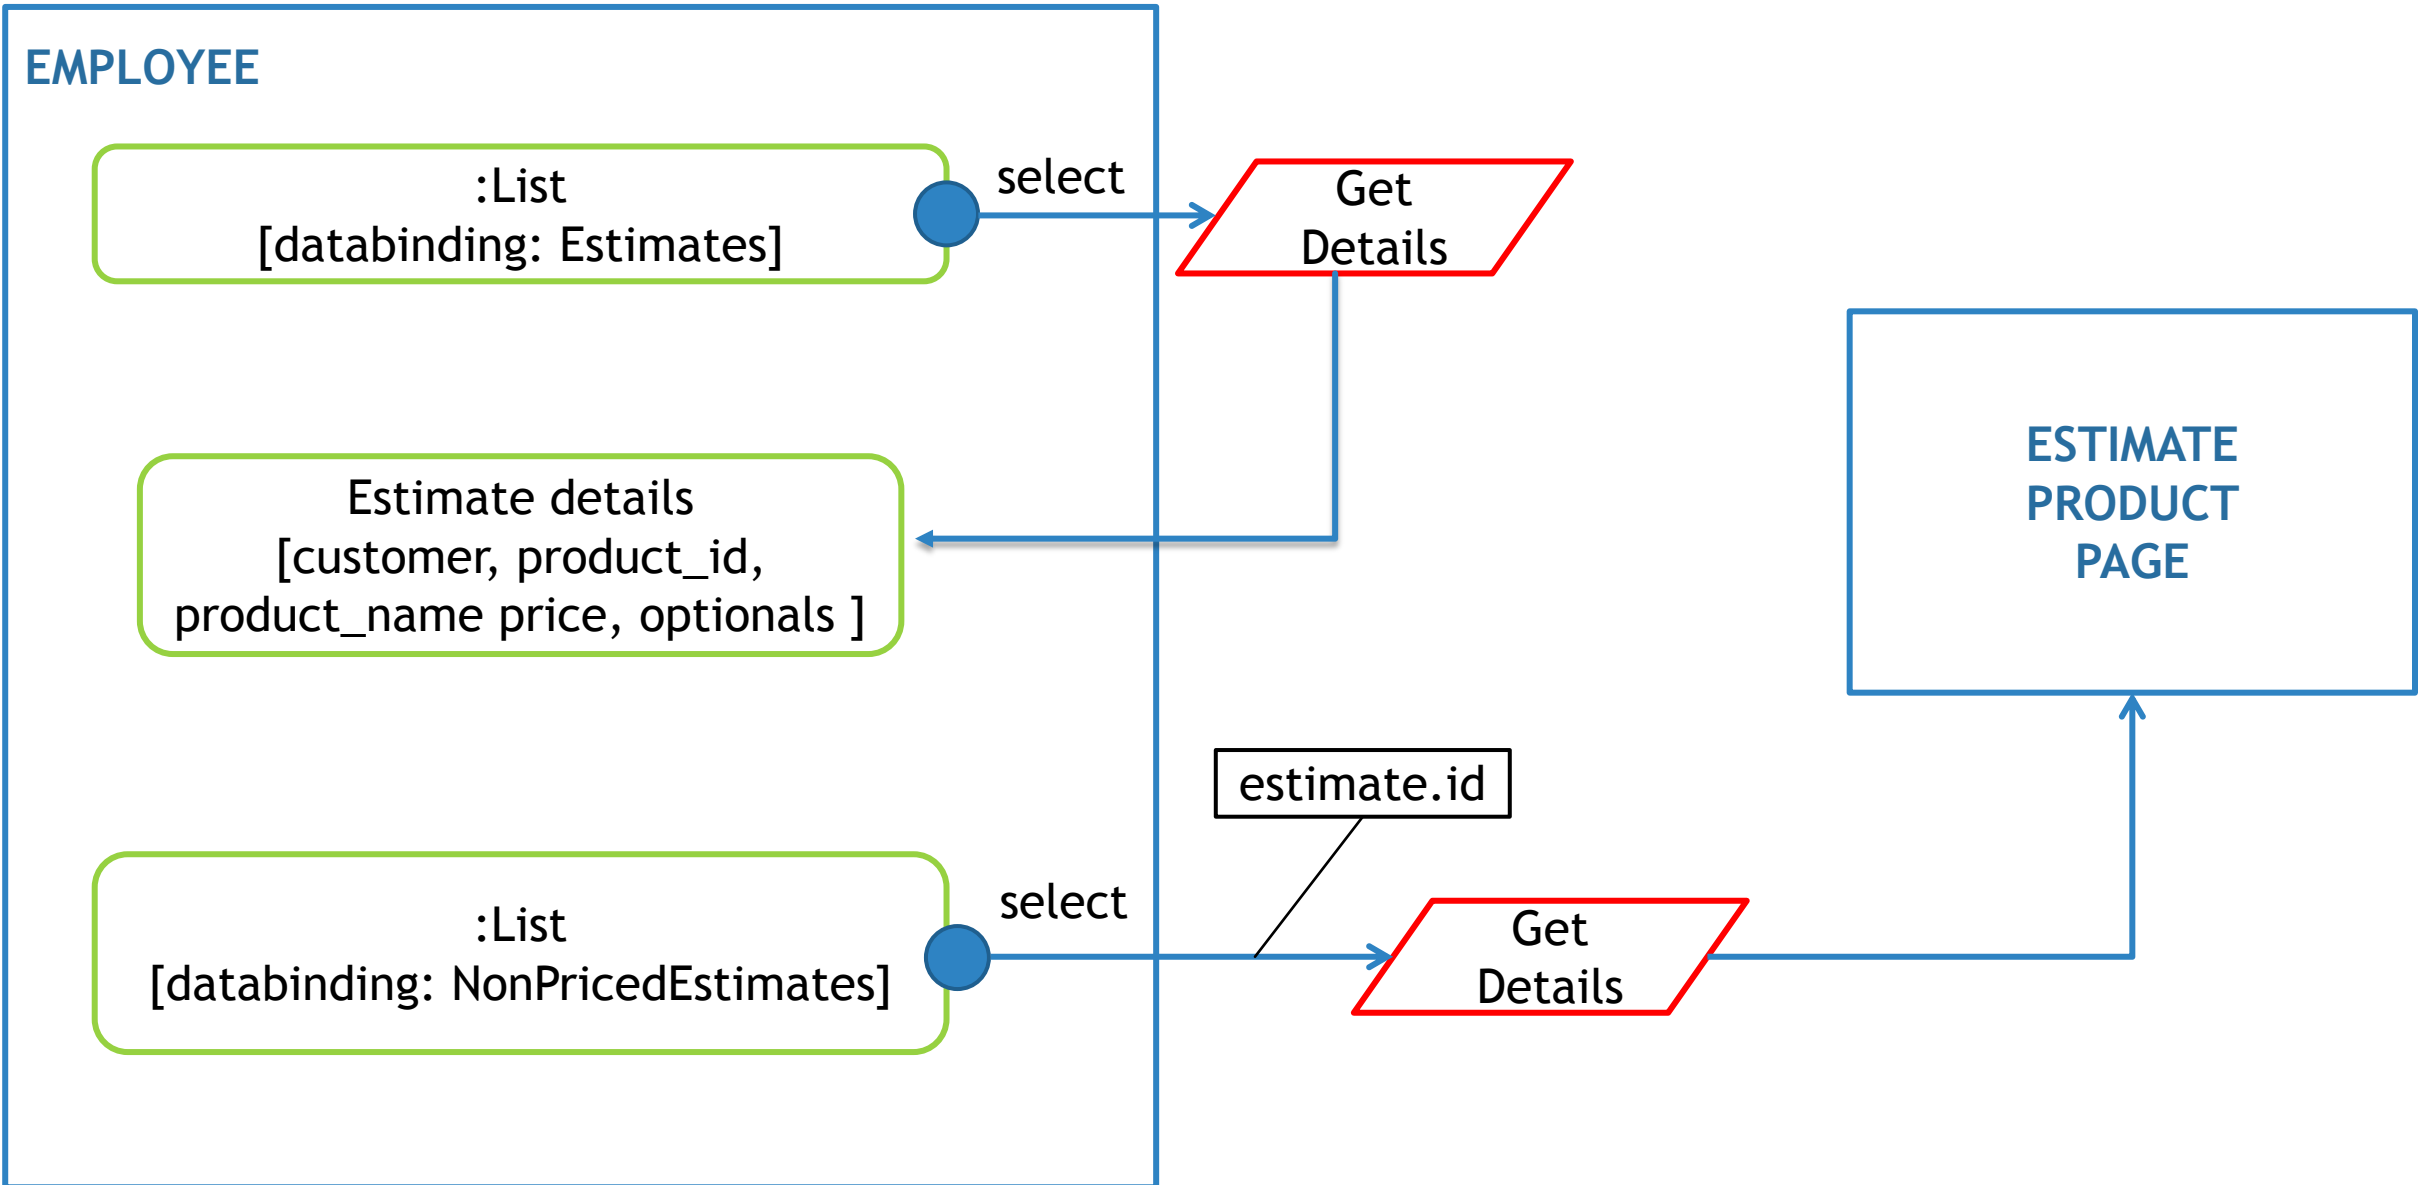 EMPLOYEE
:List
[databinding: Estimates]
select
Get
Details
Estimate details
[customer, product_id,
product_name price, optionals ]
ESTIMATE
PRODUCT
PAGE
estimate.id
:List
[databinding: NonPricedEstimates]
select
Get
Details